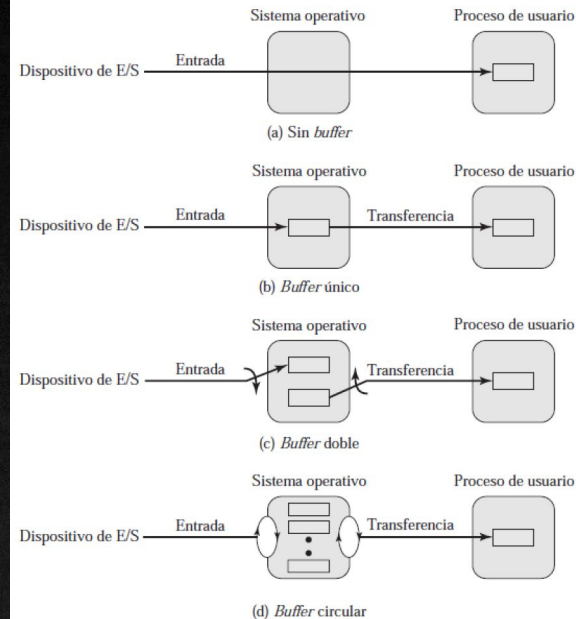 Sistema operativo Proceso de usuario
Dispositivo de E/S Entrada
(a) Sin buffer
Sistema operativo Proceso de usuario
Dispositivo de E/S Entrada Transferencia
(b) Buffer único
Sistema operativo Proceso de usuario
Dispositivo de E/S Entrada Transferencia
(c) Buffer doble
Sistema operativo Proceso de usuario
Dispositivo de E/S Entrada Transferencia
(d) Buffer circular